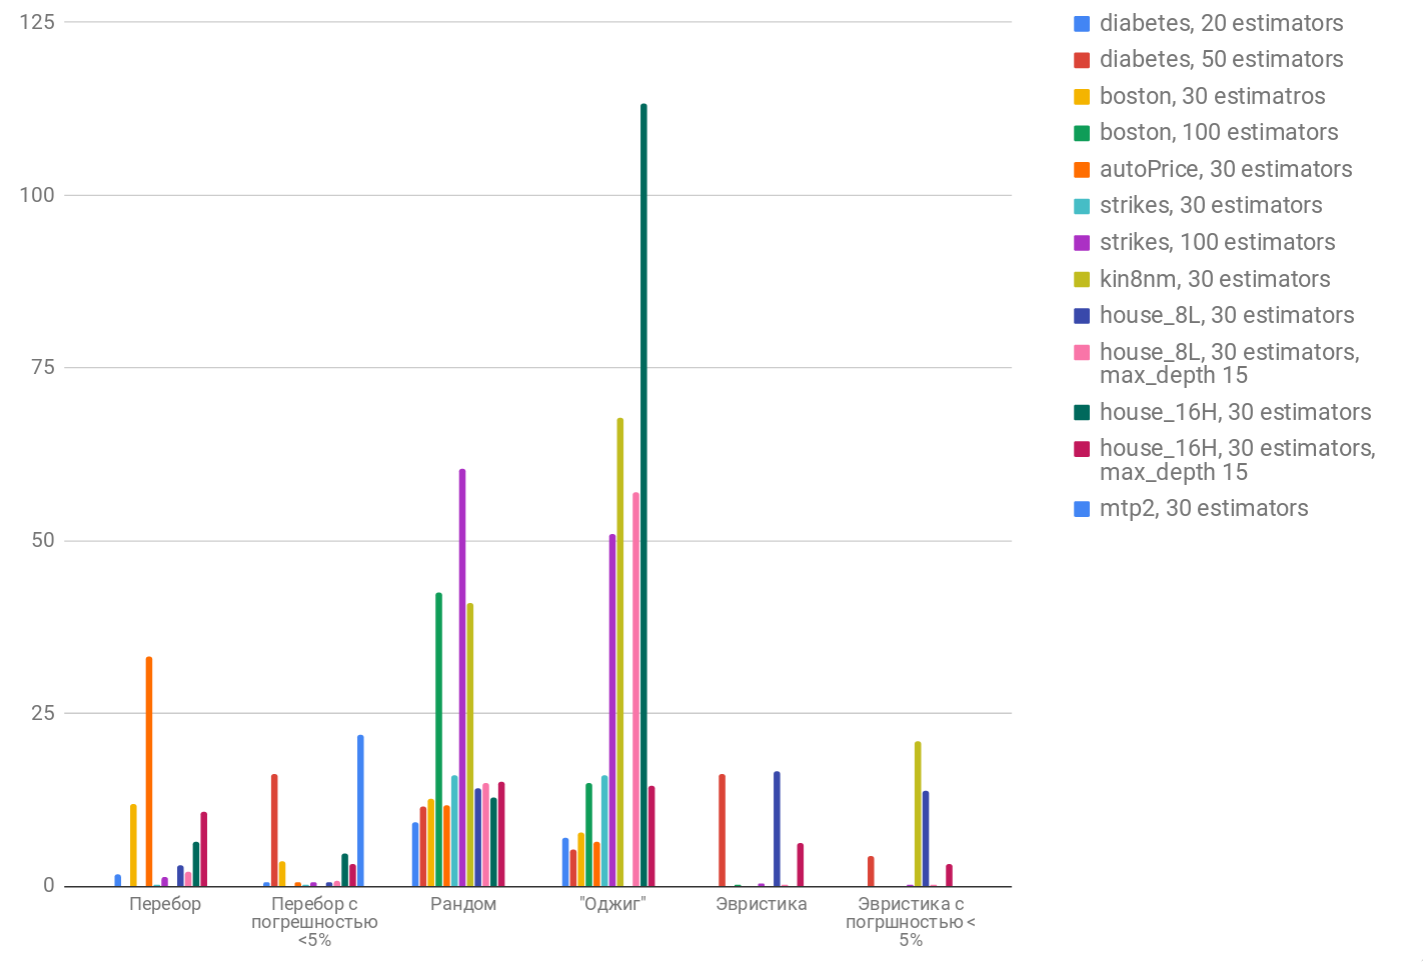 125
100
75
50
25
0
Перебор
Перебор с
погрешностью
<5%
Рандом
"Оджиг"
Эвристика
Эвристика с
погршностью <
5%
diabetes, 20 estimators
diabetes, 50 estimators
boston, 30 estimatros
boston, 100 estimators
autoPrice, 30 estimators
strikes, 30 estimators
strikes, 100 estimators
kin8nm, 30 estimators
house_8L, 30 estimators
house_8L, 30 estimators,
max_depth 15
house_16H, 30 estimators
house_16H, 30 estimators,
max_depth 15
mtp2, 30 estimators